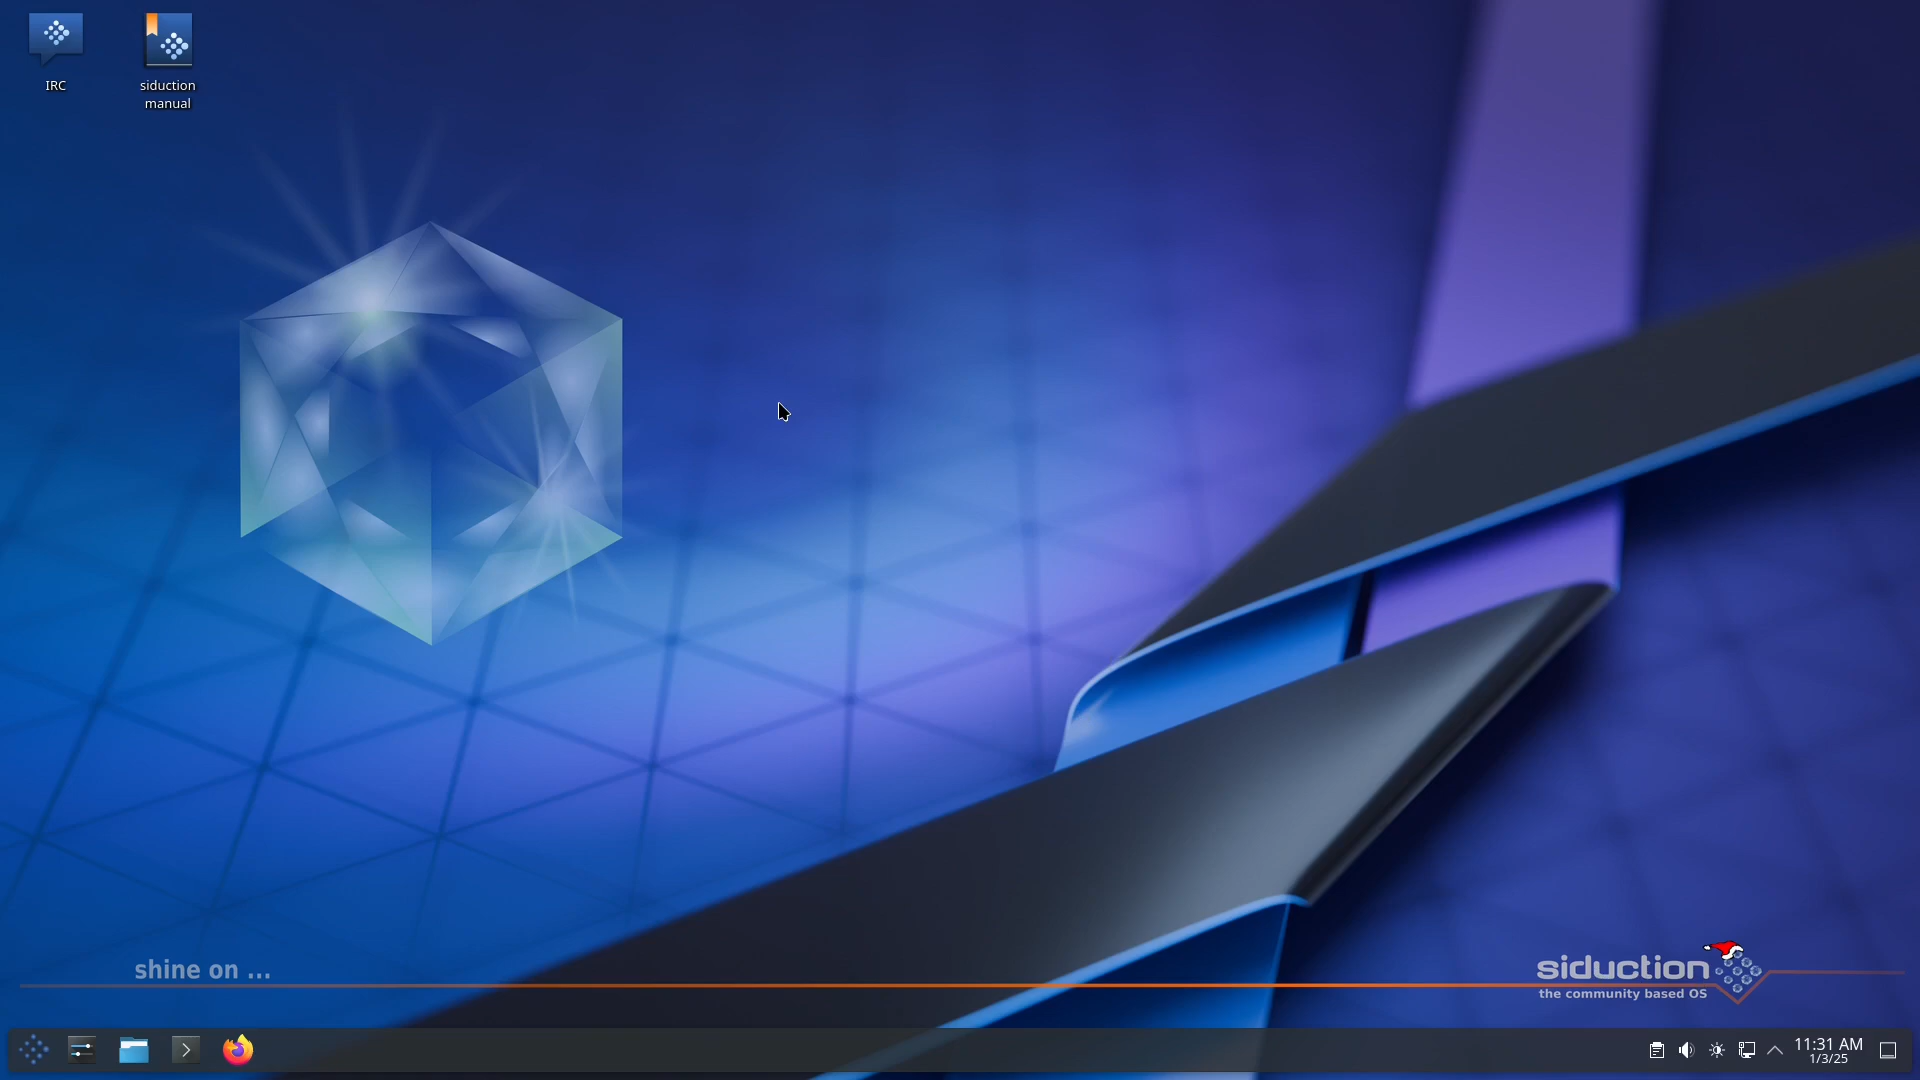 IRC
siduction
manual
shine on ...
siduction
the community based OS
11:31 AM
1/3/25